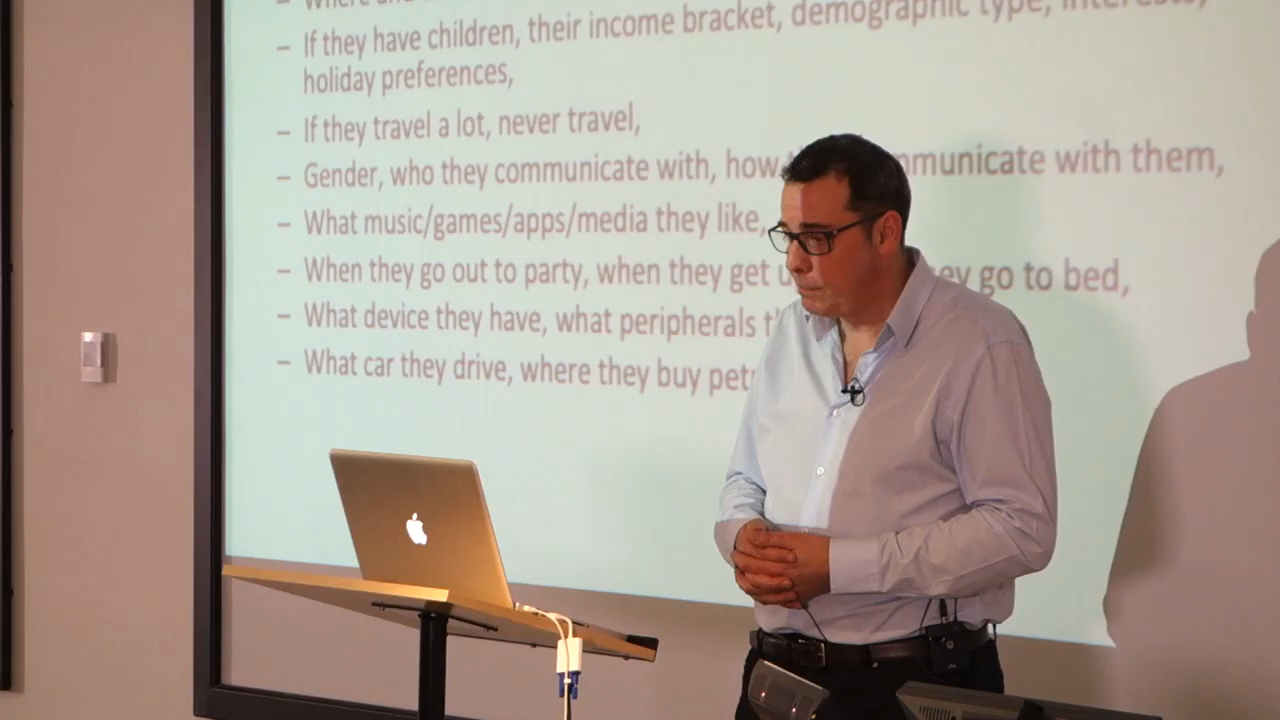 – If they have children, their income bracket, demographic type, interests,
holiday preferences,
– If they travel a lot, never travel,
– Gender, who they communicate with, how communicate with them,
– What music/games/apps/media they like,
– When they go out to party, when they get go to bed,
– What device they have, what peripherals
– What car they drive, where they buy